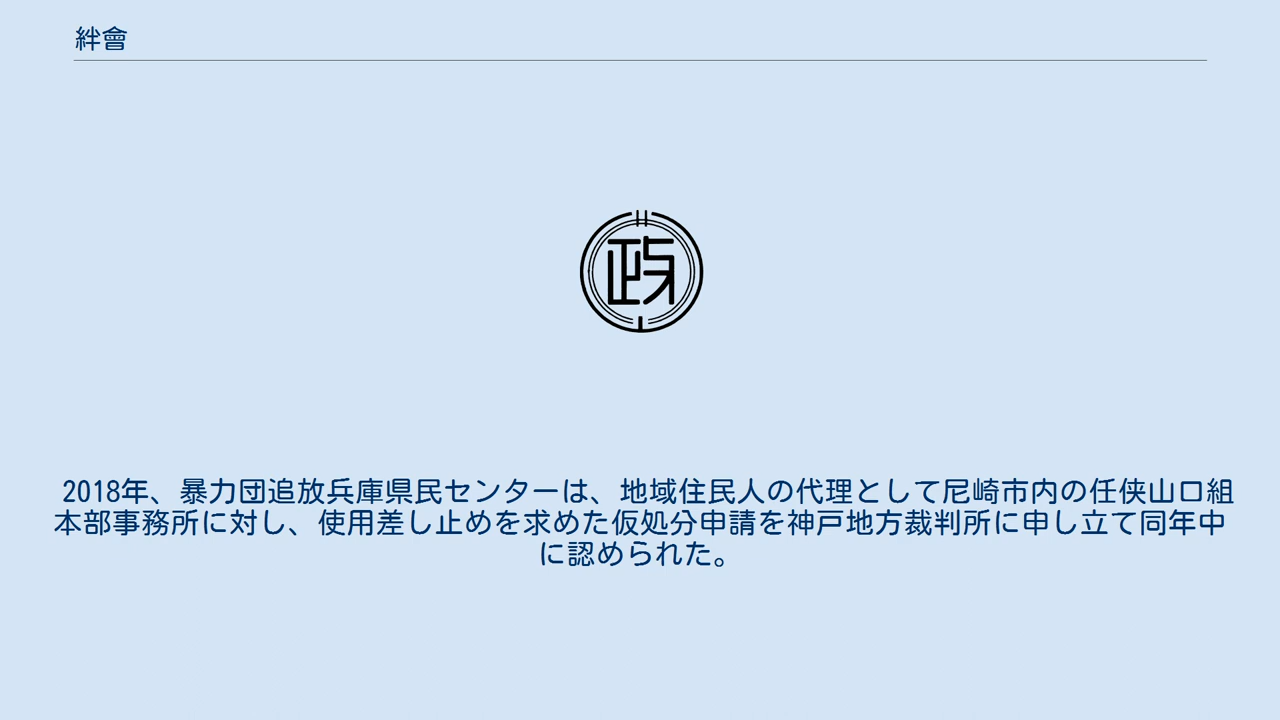 絆會
政
2018年、暴力団追放兵庫県民センターは、地域住民人の代理として尼崎市内の任侠山口組
本部事務所に対し、使用差し止めを求めた仮処分申請を神戸地方裁判所に申し立て同年中
に認められた。